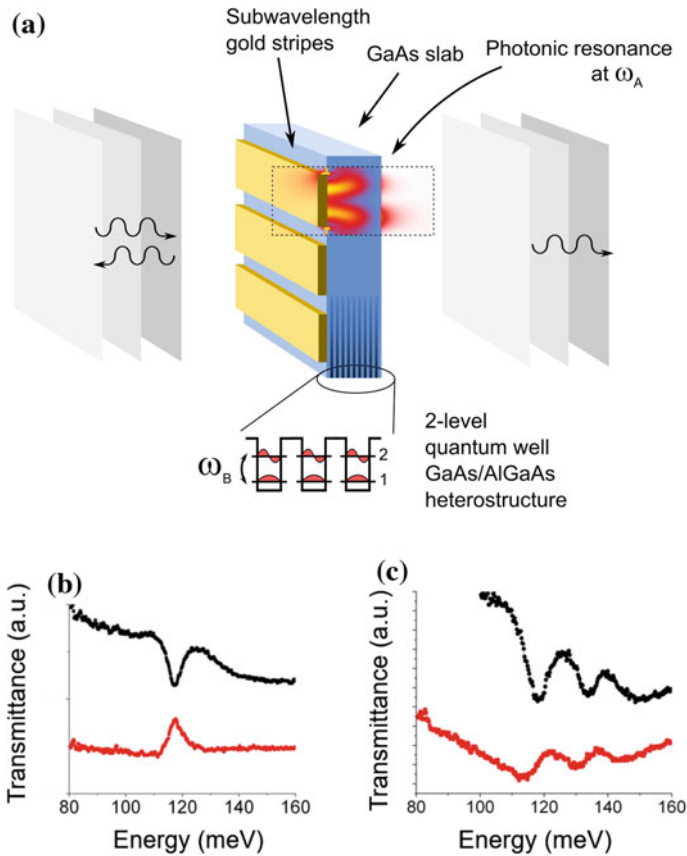 (a)
Subwavelength
gold stripes
GaAs slab
Photonic resonance
at ω_A
ω_B
2
1
2-level
quantum well
GaAs/AlGaAs
heterostructure
(b)
Transmittance (a.u.)
80 100 120 140 160
Energy (meV)
(c)
Transmittance (a.u.)
80 100 120 140 160
Energy (meV)